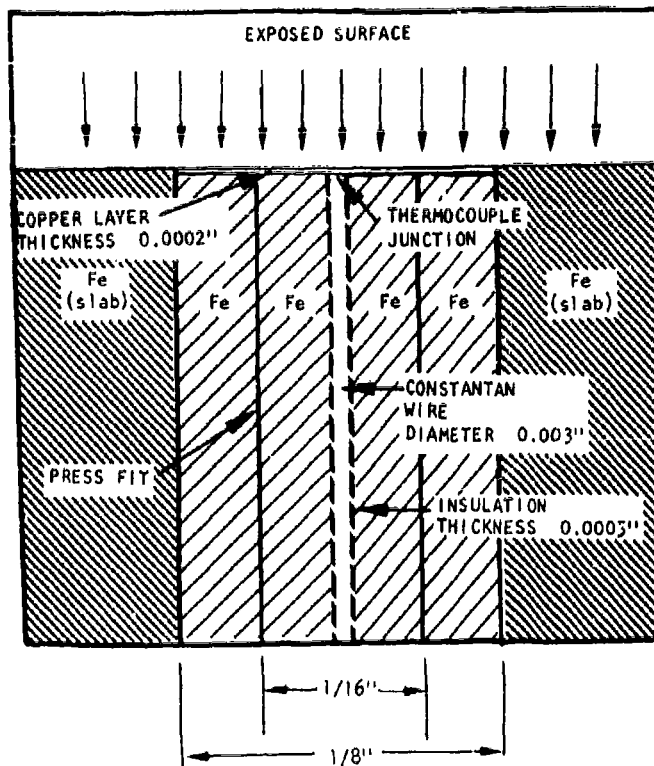 EXPOSED SURFACE
COPPER LAYER
THICKNESS 0.0002"
THERMOCOUPLE
JUNCTION
Fe
(slab)
Fe
Fe
Fe
Fe
Fe
(slab)
CONSTANTAN
WIRE
DIAMETER 0.003"
PRESS FIT
INSULATION
THICKNESS 0.0003"
1/16"
1/8"